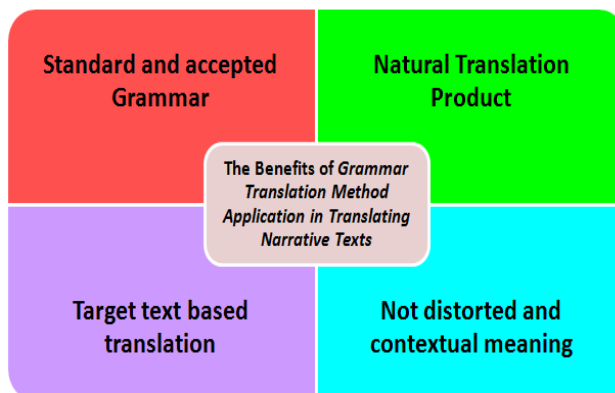 Standard and accepted
Grammar
Natural Translation
Product
The Benefits of Grammar
Translation Method
Application in Translating
Narrative Texts
Target text based
translation
Not distorted and
contextual meaning